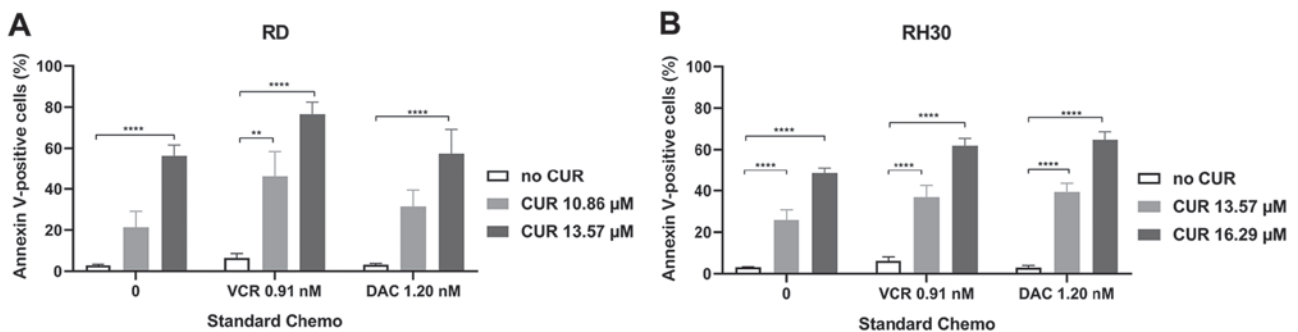 A
RD
Annexin V-positive cells (%)
100
80
60
40
20
0
****
**
****
****
****
0
VCR 0.91 nM
DAC 1.20 nM
Standard Chemo
no CUR
CUR 10.86 µM
CUR 13.57 µM
B
RH30
Annexin V-positive cells (%)
100
80
60
40
20
0
****
****
****
****
****
****
0
VCR 0.91 nM
DAC 1.20 nM
Standard Chemo
no CUR
CUR 13.57 µM
CUR 16.29 µM